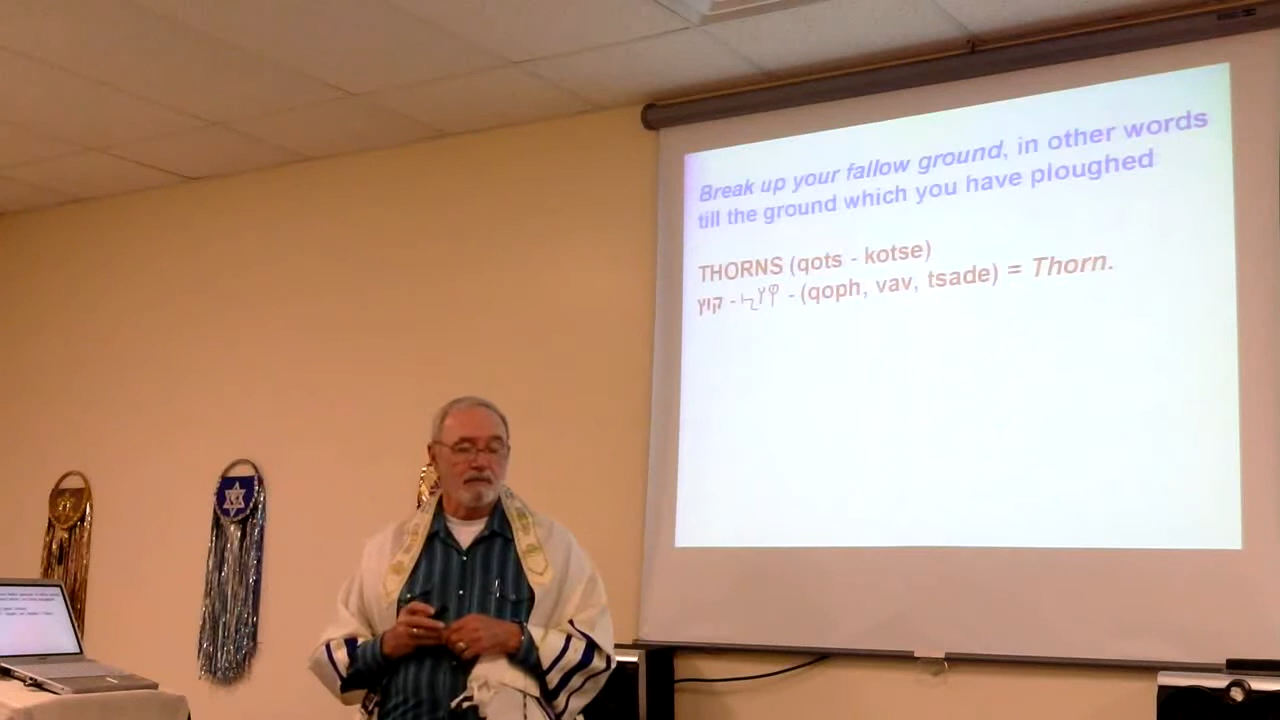 Break up your fallow ground, in other words
till the ground which you have ploughed
THORNS (qots - kotse)
קוץ - - (qoph, vav, tsade) = Thorn.